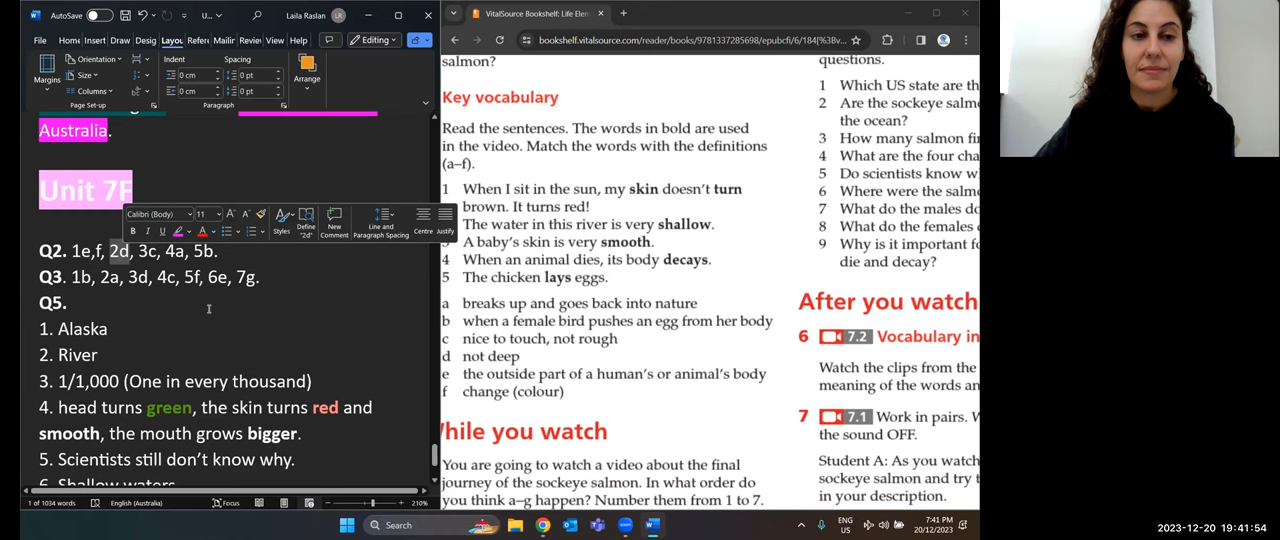 AutoSave
U...
Laila Raslan
LR
VitalSource Bookshelf: Life Elen
bookshelf.vitalsource.com/reader/books/9781337285698/epubcfi/6/184[%3Bv...
File
Insert
Layou
Review
View
Help
Editing
Margins
Orientation
Size
Columns
Page Set-up
Indent
0 cm
0 cm
Spacing
0 pt
0 pt
Paragraph
Arrange
Australia.
Unit 7F
Calibri (Body)
11
Styles
Define
"2d"
New
Comment
Line and
Paragraph Spacing
Centre
Justify
Q2. 1e,f, 2d, 3c, 4a, 5b.
Q3. 1b, 2a, 3d, 4c, 5f, 6e, 7g.
Q5.
1. Alaska
2. River
3. 1/1,000 (One in every thousand)
4. head turns green, the skin turns red and
smooth, the mouth grows bigger.
5. Scientists still don't know why.
6. Shallow waters
1 of 1034 words
English (Australia)
Focus
210%
salmon?
Key vocabulary
Read the sentences. The words in bold are used
in the video. Match the words with the definitions
(a–f).
1 When I sit in the sun, my skin doesn't turn
brown. It turns red!
The water in this river is very shallow.
A baby's skin is very smooth.
4 When an animal dies, its body decays.
5 The chicken lays eggs.
a breaks up and goes back into nature
b when a female bird pushes an egg from her body
c nice to touch, not rough
d not deep
e the outside part of a human's or animal's body
f change (colour)
While you watch
You are going to watch a video about the final
journey of the sockeye salmon. In what order do
you think a–g happen? Number them from 1 to 7.
questions.
1 Which US state are th
2 Are the sockeye salm
the ocean?
3 How many salmon fi
4 What are the four cha
5 Do scientists know w
6 Where were the salm
7 What do the males do
8 What do the females
9 Why is it important f
die and decay?
After you watch
6 7.2 Vocabulary in
Watch the clips from the
meaning of the words an
7 7.1 Work in pairs. W
the sound OFF.
Student A: As you watch
sockeye salmon and try t
in your description.
Search
ENG
US
7:41 PM
20/12/2023
2023-12-20 19:41:54